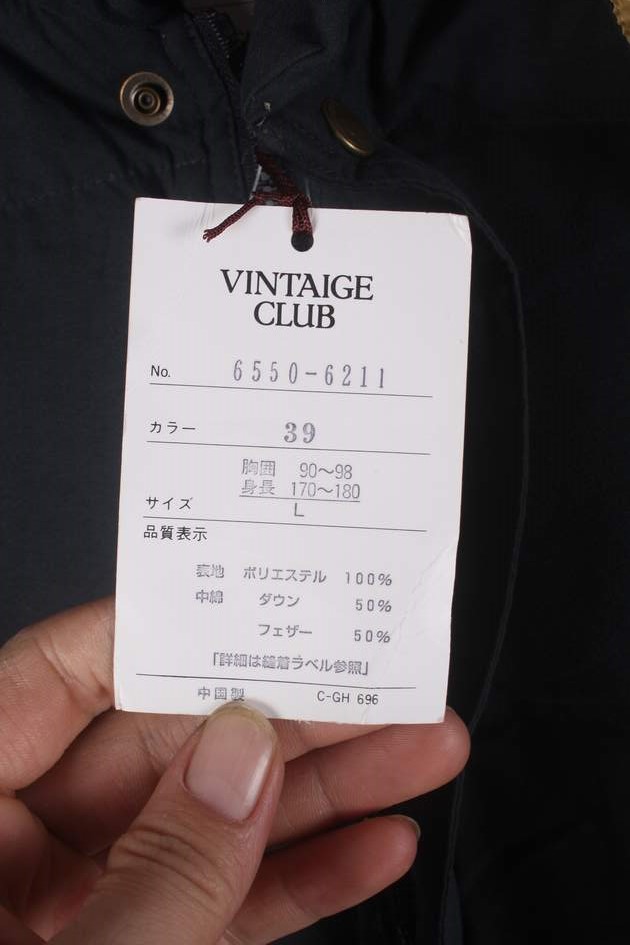 VINTAIGE
CLUB
No. 6550-6211
カラー 39
胸囲 90〜98
身長 170〜180
サイズ L
品質表示
表地 ポリエステル 100%
中綿 ダウン 50%
フェザー 50%
「詳細は縫着ラベル参照」
中国製 C-GH 696